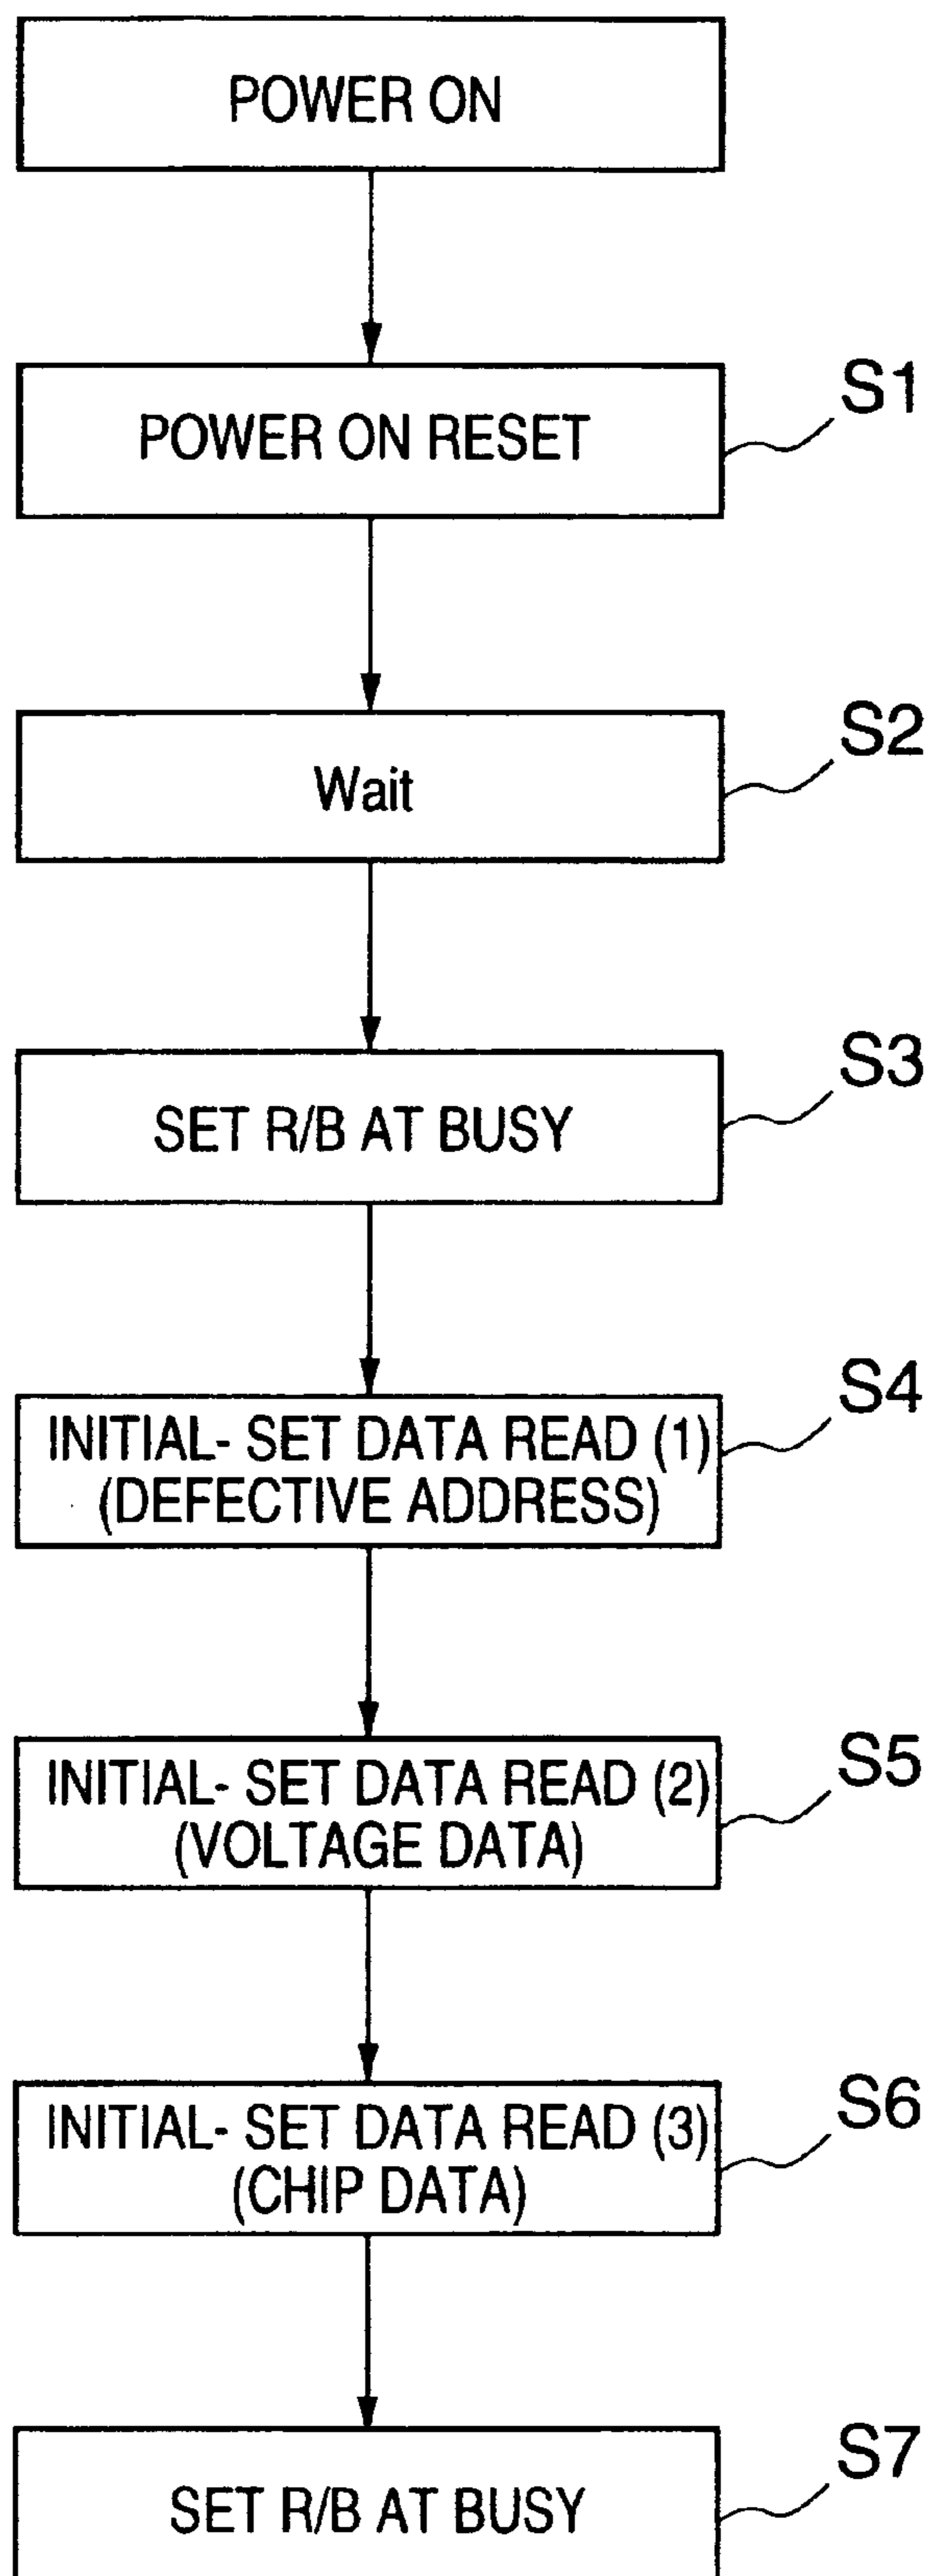 POWER ON
POWER ON RESET
S1
Wait
S2
SET R/B AT BUSY
S3
INITIAL- SET DATA READ (1)
(DEFECTIVE ADDRESS)
S4
INITIAL- SET DATA READ (2)
(VOLTAGE DATA)
S5
INITIAL- SET DATA READ (3)
(CHIP DATA)
S6
SET R/B AT BUSY
S7